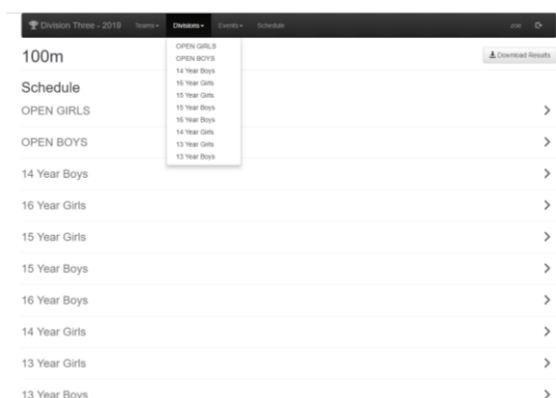 Division Three - 2019 Teams Divisions Events Schedule zoe
OPEN GIRLS
OPEN BOYS
14 Year Boys
16 Year Girls
15 Year Girls
15 Year Boys
16 Year Boys
14 Year Girls
13 Year Girls
13 Year Boys
100m
Download Results
Schedule
OPEN GIRLS
OPEN BOYS
14 Year Boys
16 Year Girls
15 Year Girls
15 Year Boys
16 Year Boys
14 Year Girls
13 Year Girls
13 Year Boys